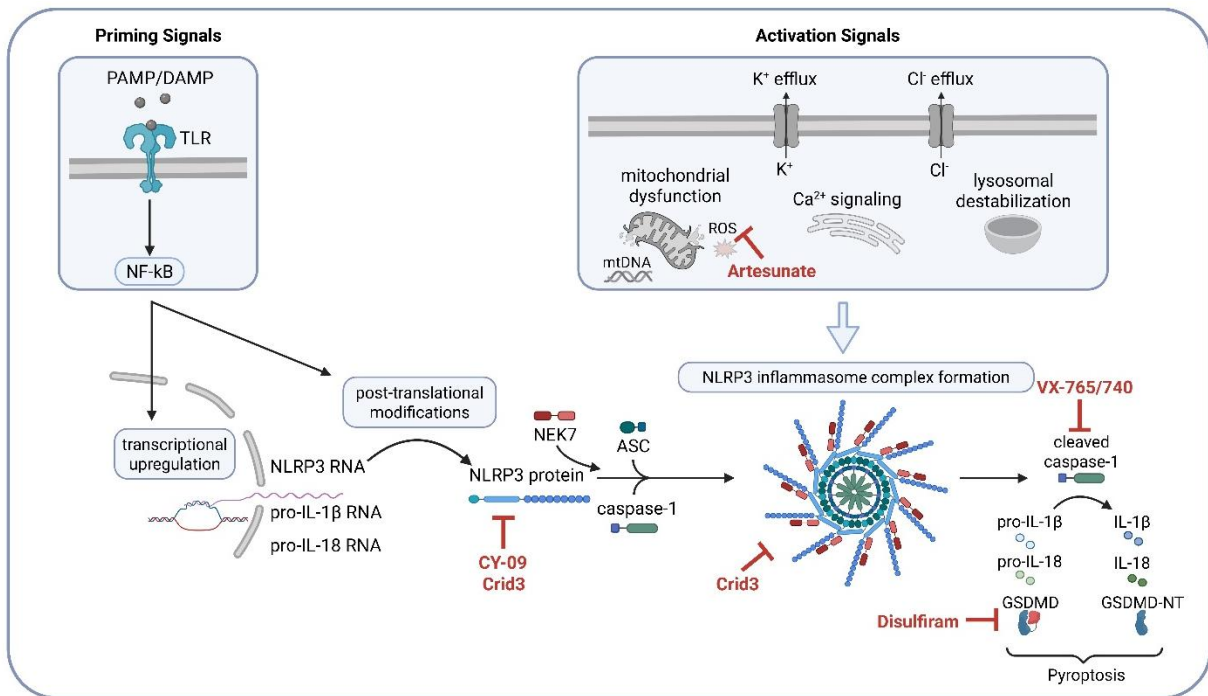 Priming Signals
PAMP/DAMP
TLR
NF-kB
Activation Signals
K⁺ efflux
Cl⁻ efflux
K⁺
Cl⁻
mitochondrial
dysfunction
ROS
mtDNA
Artesunate
Ca²⁺ signaling
lysosomal
destabilization
transcriptional
upregulation
post-translational
modifications
NLRP3 RNA
pro-IL-1β RNA
pro-IL-18 RNA
NLRP3 protein
CY-09
Crid3
NEK7
ASC
caspase-1
NLRP3 inflammasome complex formation
Crid3
VX-765/740
cleaved
caspase-1
pro-IL-1β
IL-1β
pro-IL-18
IL-18
GSDMD
GSDMD-NT
Disulfiram
Pyroptosis